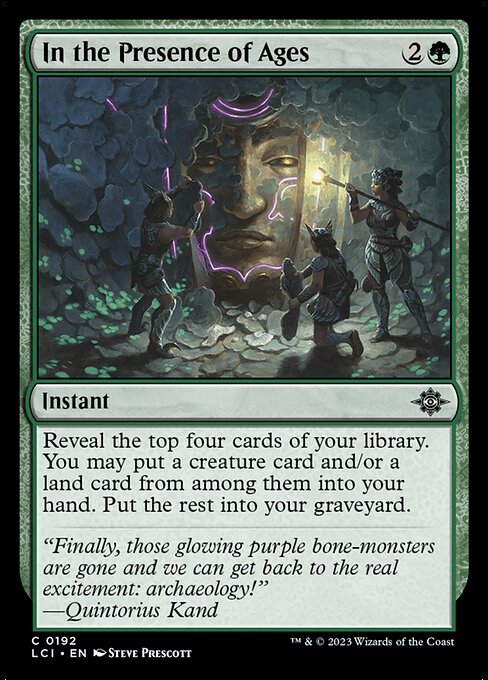 In the Presence of Ages 2
Instant
Reveal the top four cards of your library.
You may put a creature card and/or a
land card from among them into your
hand. Put the rest into your graveyard.
“Finally, those glowing purple bone-monsters
are gone and we can get back to the real
excitement: archaeology!”
—Quintorius Kand
C 0192
LCI • EN Steve Prescott
™ & © 2023 Wizards of the Coast